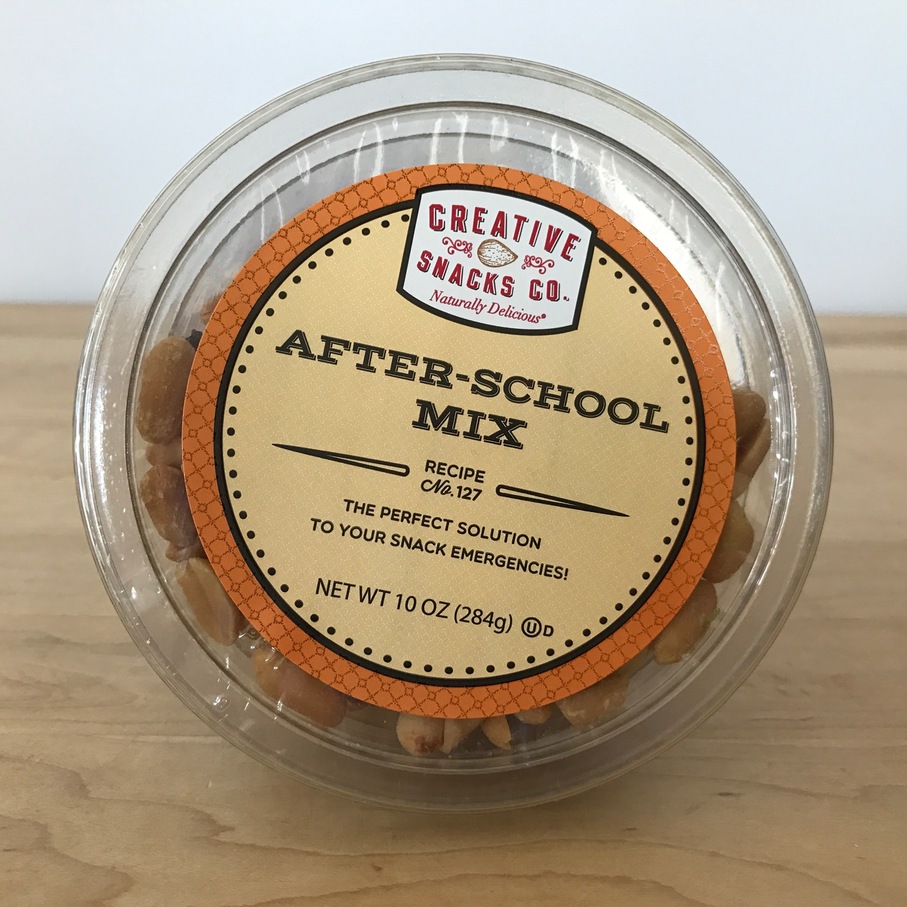 CREATIVE
SNACKS CO.
Naturally Delicious®
AFTER-SCHOOL
MIX
RECIPE
No. 127
THE PERFECT SOLUTION
TO YOUR SNACK EMERGENCIES!
NET WT 10 OZ (284g) Ⓤ D